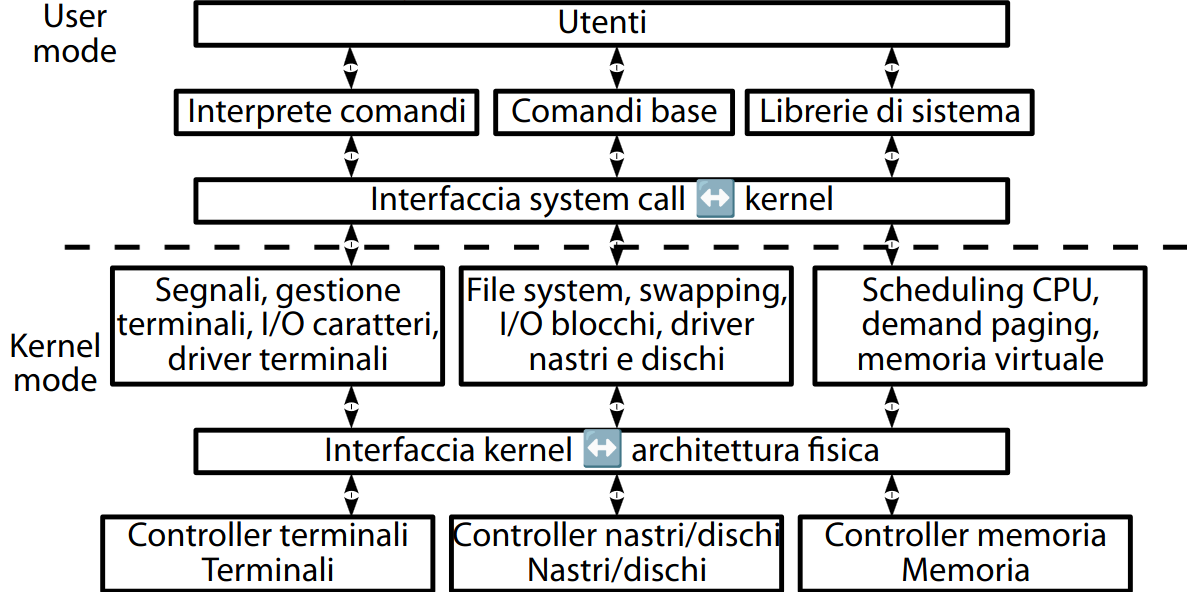 User
mode
Utenti
Interprete comandi
Comandi base
Librerie di sistema
Interfaccia system call ↔️ kernel
Kernel
mode
Segnali, gestione
terminali, I/O caratteri,
driver terminali
File system, swapping,
I/O blocchi, driver
nastri e dischi
Scheduling CPU,
demand paging,
memoria virtuale
Interfaccia kernel ↔️ architettura fisica
Controller terminali
Terminali
Controller nastri/dischi
Nastri/dischi
Controller memoria
Memoria